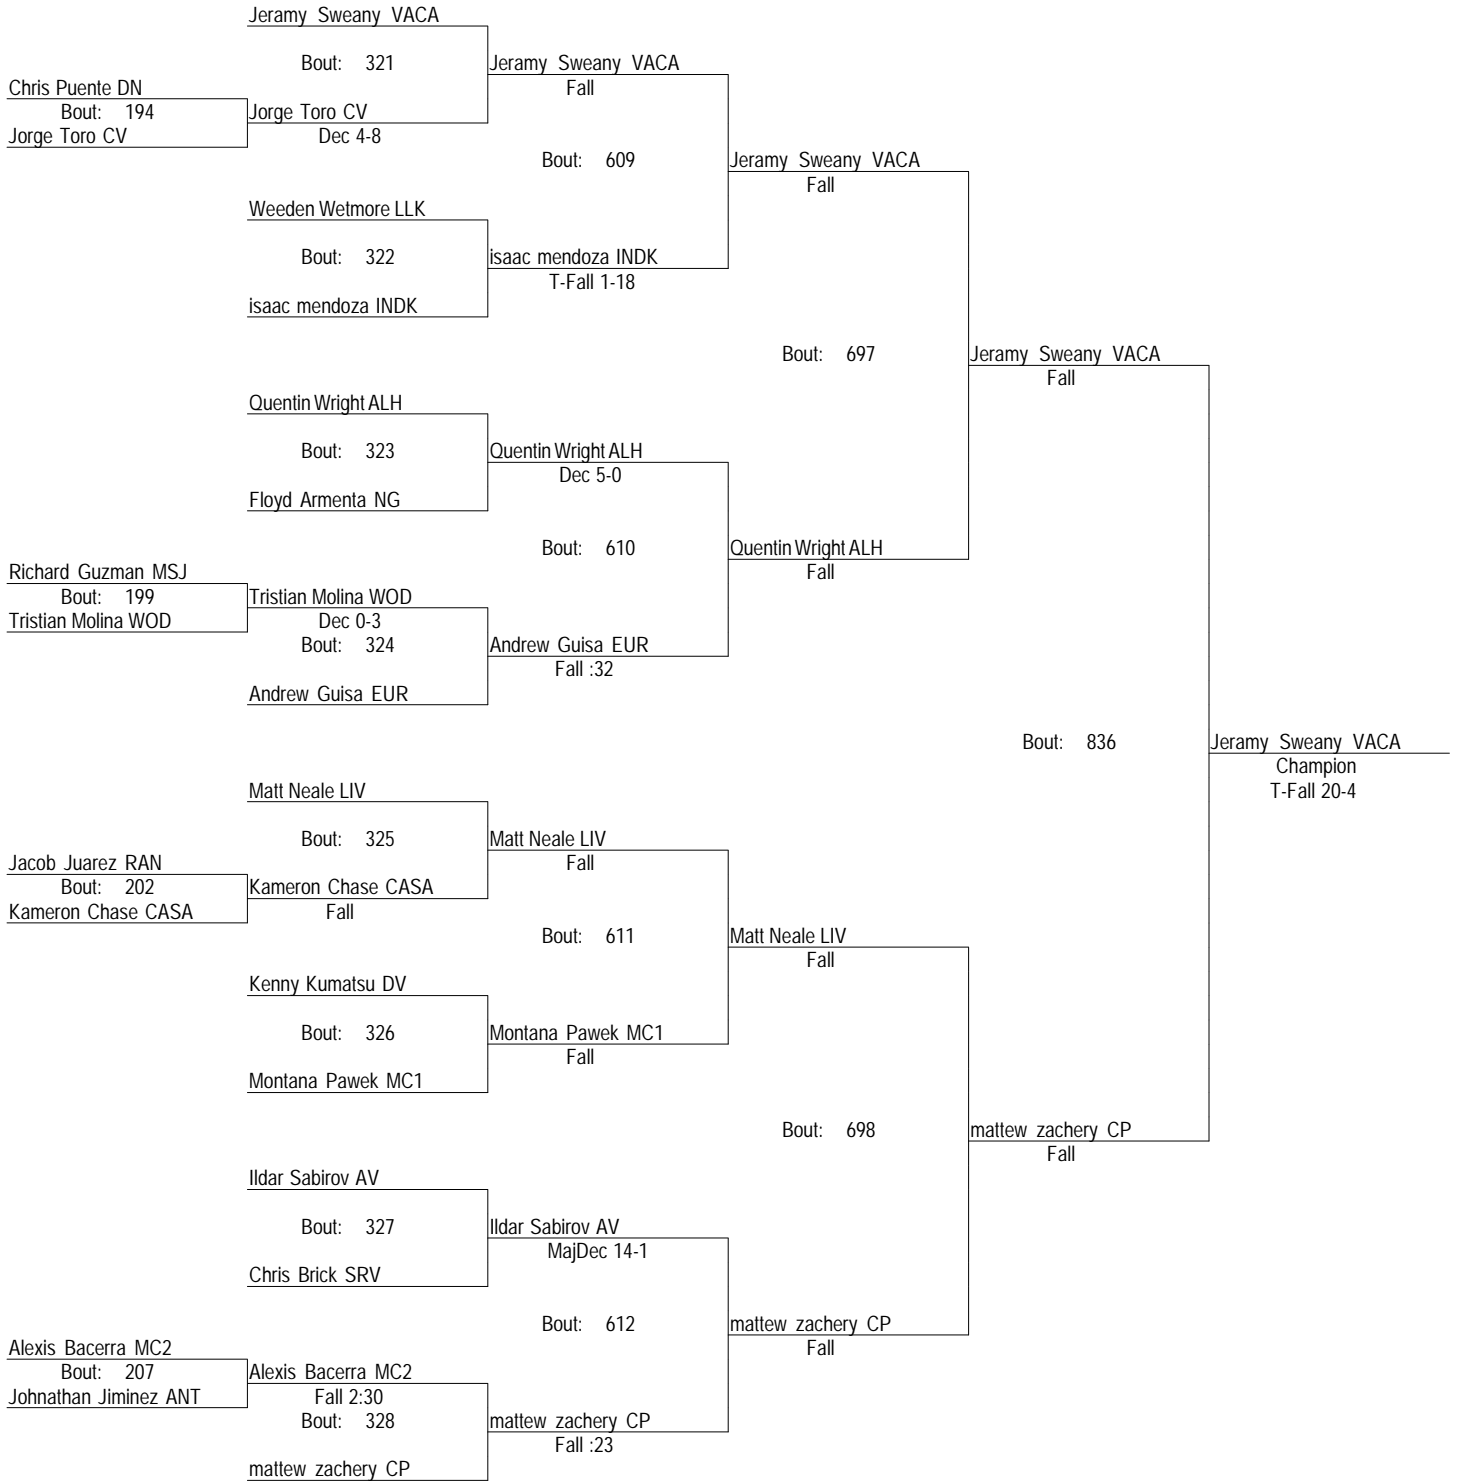 Jeramy Sweany VACA
Bout: 321
Jeramy Sweany VACA
Fall
Chris Puente DN
Bout: 194
Jorge Toro CV
Jorge Toro CV
Dec 4-8
Bout: 609
Jeramy Sweany VACA
Fall
Weeden Wetmore LLK
Bout: 322
isaac mendoza INDK
T-Fall 1-18
isaac mendoza INDK
Bout: 697
Jeramy Sweany VACA
Fall
Quentin Wright ALH
Bout: 323
Quentin Wright ALH
Dec 5-0
Floyd Armenta NG
Bout: 610
Quentin Wright ALH
Fall
Richard Guzman MSJ
Bout: 199
Tristian Molina WOD
Tristian Molina WOD
Dec 0-3
Bout: 324
Andrew Guisa EUR
Fall :32
Andrew Guisa EUR
Bout: 836
Jeramy Sweany VACA
Champion
T-Fall 20-4
Matt Neale LIV
Bout: 325
Matt Neale LIV
Fall
Jacob Juarez RAN
Bout: 202
Kameron Chase CASA
Kameron Chase CASA
Fall
Bout: 611
Matt Neale LIV
Fall
Kenny Kumatsu DV
Bout: 326
Montana Pawek MC1
Fall
Montana Pawek MC1
Bout: 698
mattew zachery CP
Fall
Ildar Sabirov AV
Bout: 327
Ildar Sabirov AV
MajDec 14-1
Chris Brick SRV
Bout: 612
mattew zachery CP
Fall
Alexis Bacerra MC2
Bout: 207
Johnathan Jiminez ANT
Alexis Bacerra MC2
Fall 2:30
Bout: 328
mattew zachery CP
Fall :23
mattew zachery CP